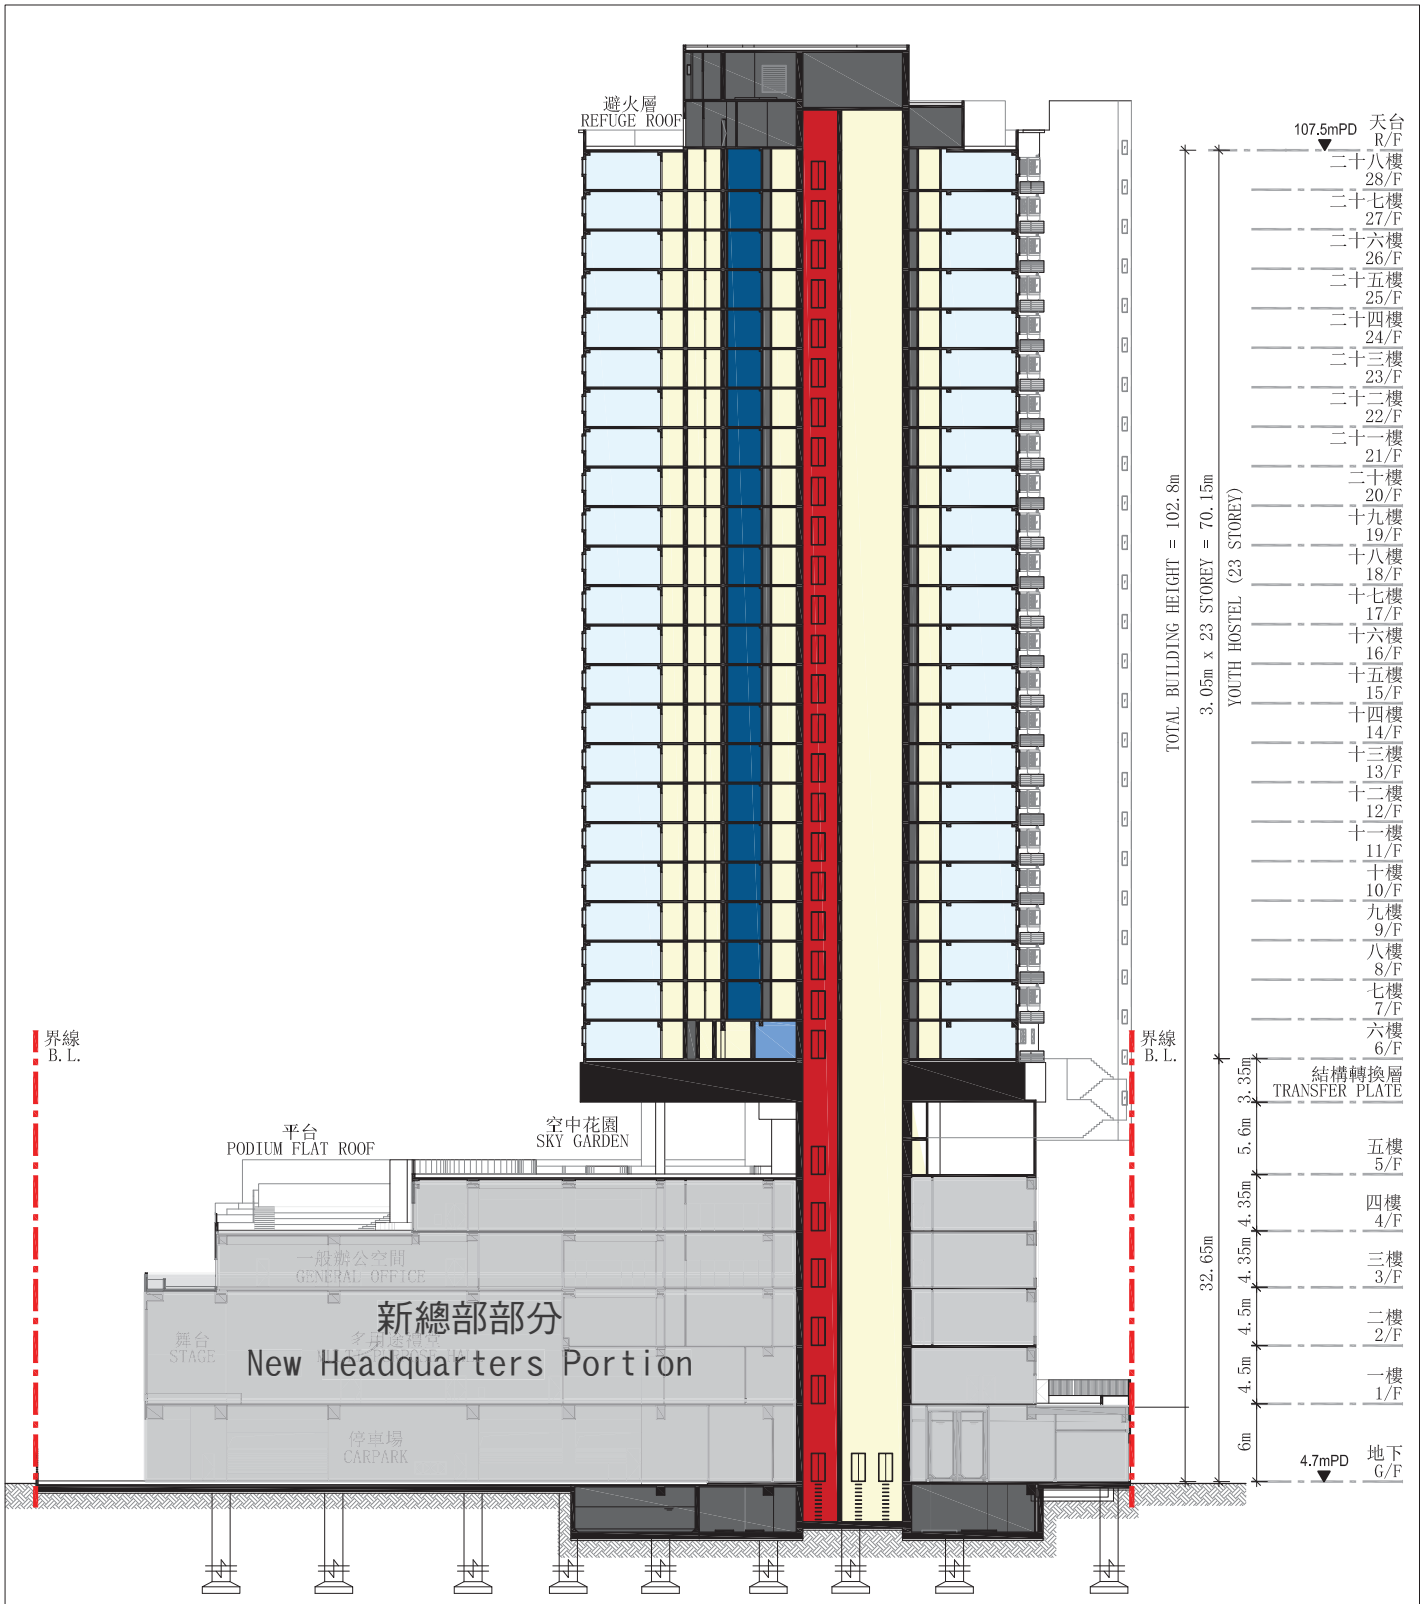 避火層
REFUGE ROOF
107.5mPD
天台
R/F
二十八樓
28/F
二十七樓
27/F
二十六樓
26/F
二十五樓
25/F
二十四樓
24/F
二十三樓
23/F
二十二樓
22/F
二十一樓
21/F
二十樓
20/F
十九樓
19/F
十八樓
18/F
十七樓
17/F
十六樓
16/F
十五樓
15/F
十四樓
14/F
十三樓
13/F
十二樓
12/F
十一樓
11/F
十樓
10/F
九樓
9/F
八樓
8/F
七樓
7/F
六樓
6/F
結構轉換層
TRANSFER PLATE
五樓
5/F
四樓
4/F
三樓
3/F
二樓
2/F
一樓
1/F
地下
G/F
4.7mPD
TOTAL BUILDING HEIGHT = 102.8m
3.05m x 23 STOREY = 70.15m
YOUTH HOSTEL (23 STOREY)
32.65m
3.35m
5.6m
4.35m
4.35m
4.5m
4.5m
6m
界線
B.L.
界線
B.L.
平台
PODIUM FLAT ROOF
空中花園
SKY GARDEN
一般辦公空間
GENERAL OFFICE
新總部部分
New Headquarters Portion
舞台
STAGE
多用途禮堂
MULTI-PURPOSE HALL
停車場
CARPARK